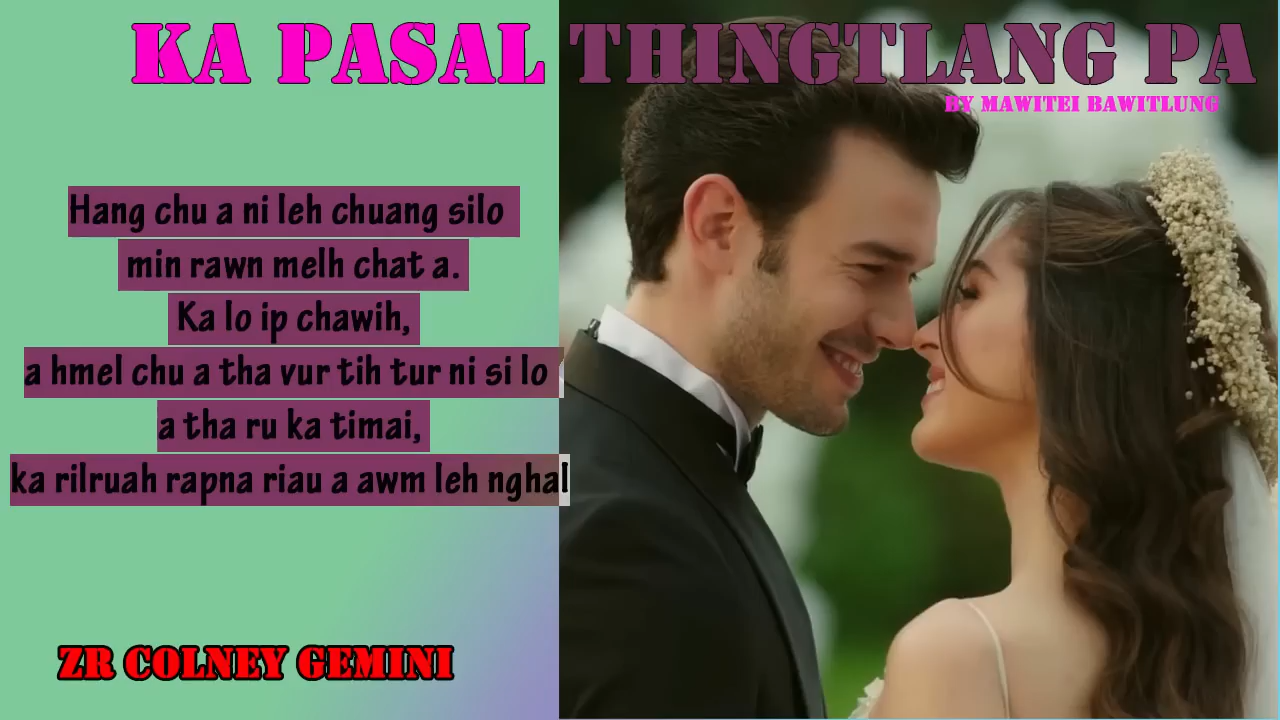 KA PASAL THINGTLANG PA
BY MAWITEI BAWITLUNG
Hang chu a ni leh chuang silo
min rawn melh chat a.
Ka lo ip chawih,
a hmel chu a tha vur tih tur ni si lo
a tha ru ka timai,
ka rilruah rapna riau a awm leh nghal
ZR COLNEY GEMINI